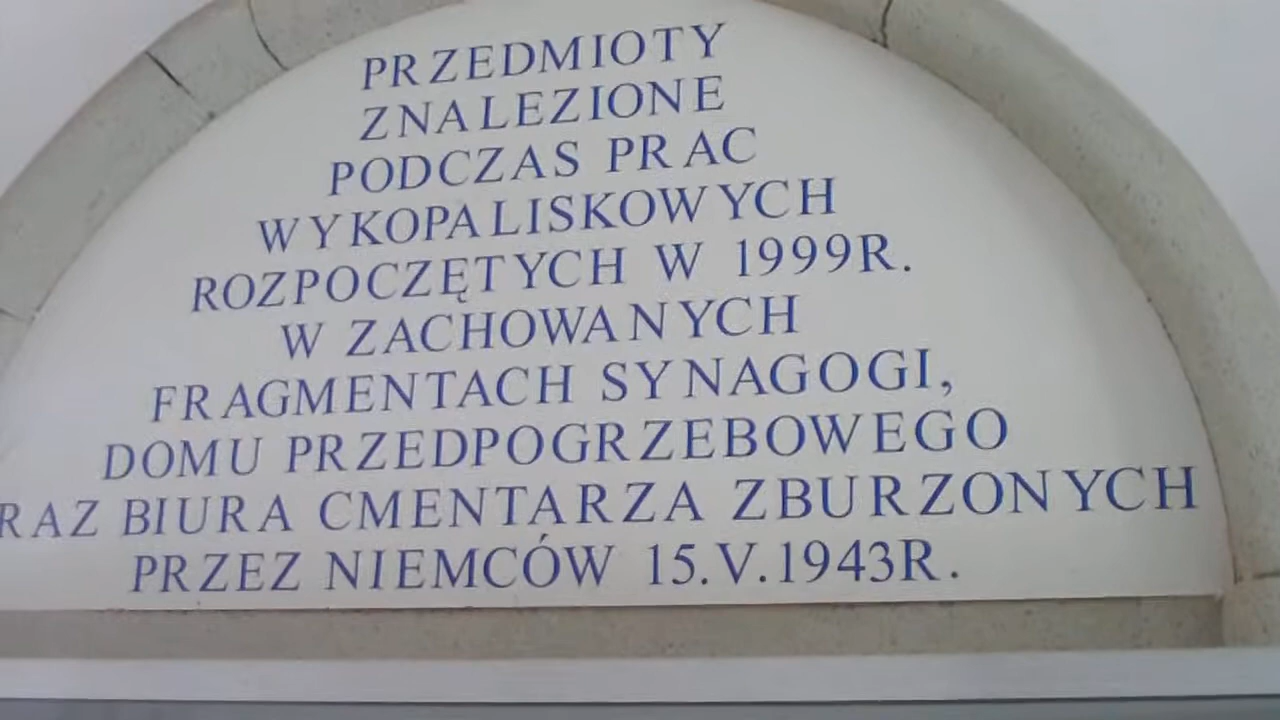 PRZEDMIOTY
ZNALEZIONE
PODCZAS PRAC
WYKOPALISKOWYCH
ROZPOCZĘTYCH W 1999R.
W ZACHOWANYCH
FRAGMENTACH SYNAGOGI,
DOMU PRZEDPOGRZEBOWEGO
RAZ BIURA CMENTARZA ZBURZONYCH
PRZEZ NIEMCÓW 15.V.1943R.